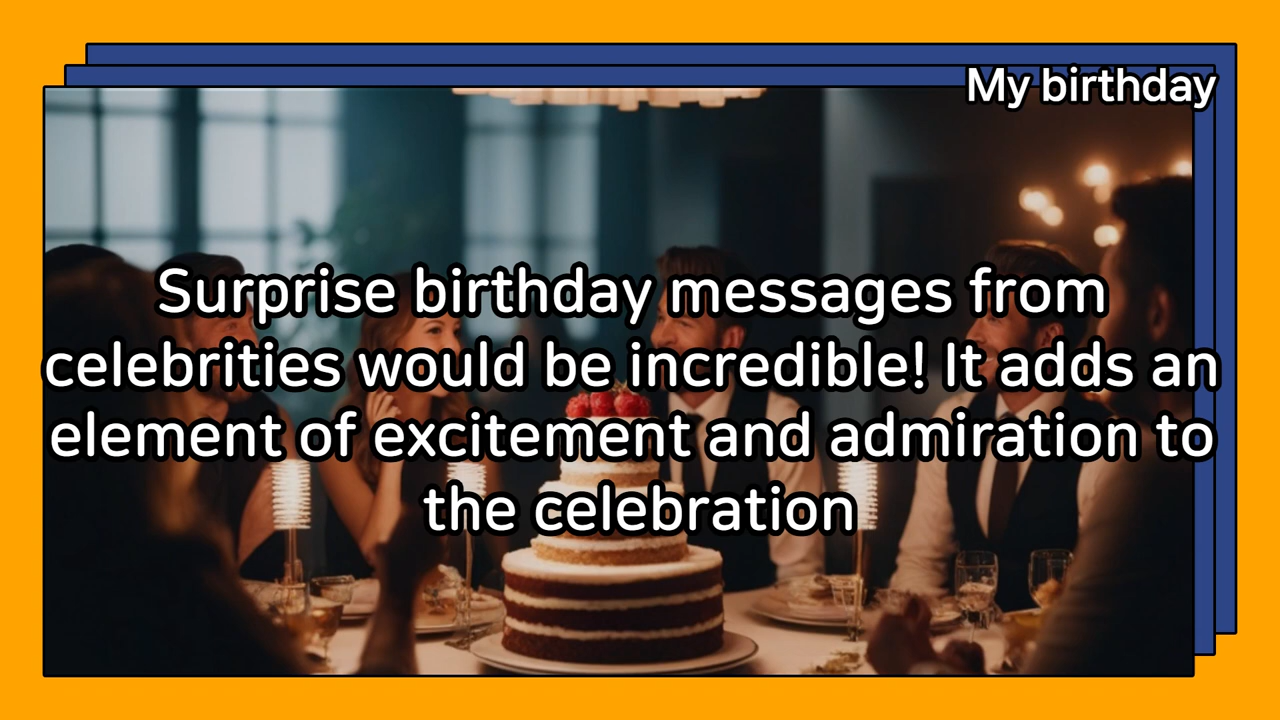 My birthday
Surprise birthday messages from
celebrities would be incredible! It adds an
element of excitement and admiration to
the celebration